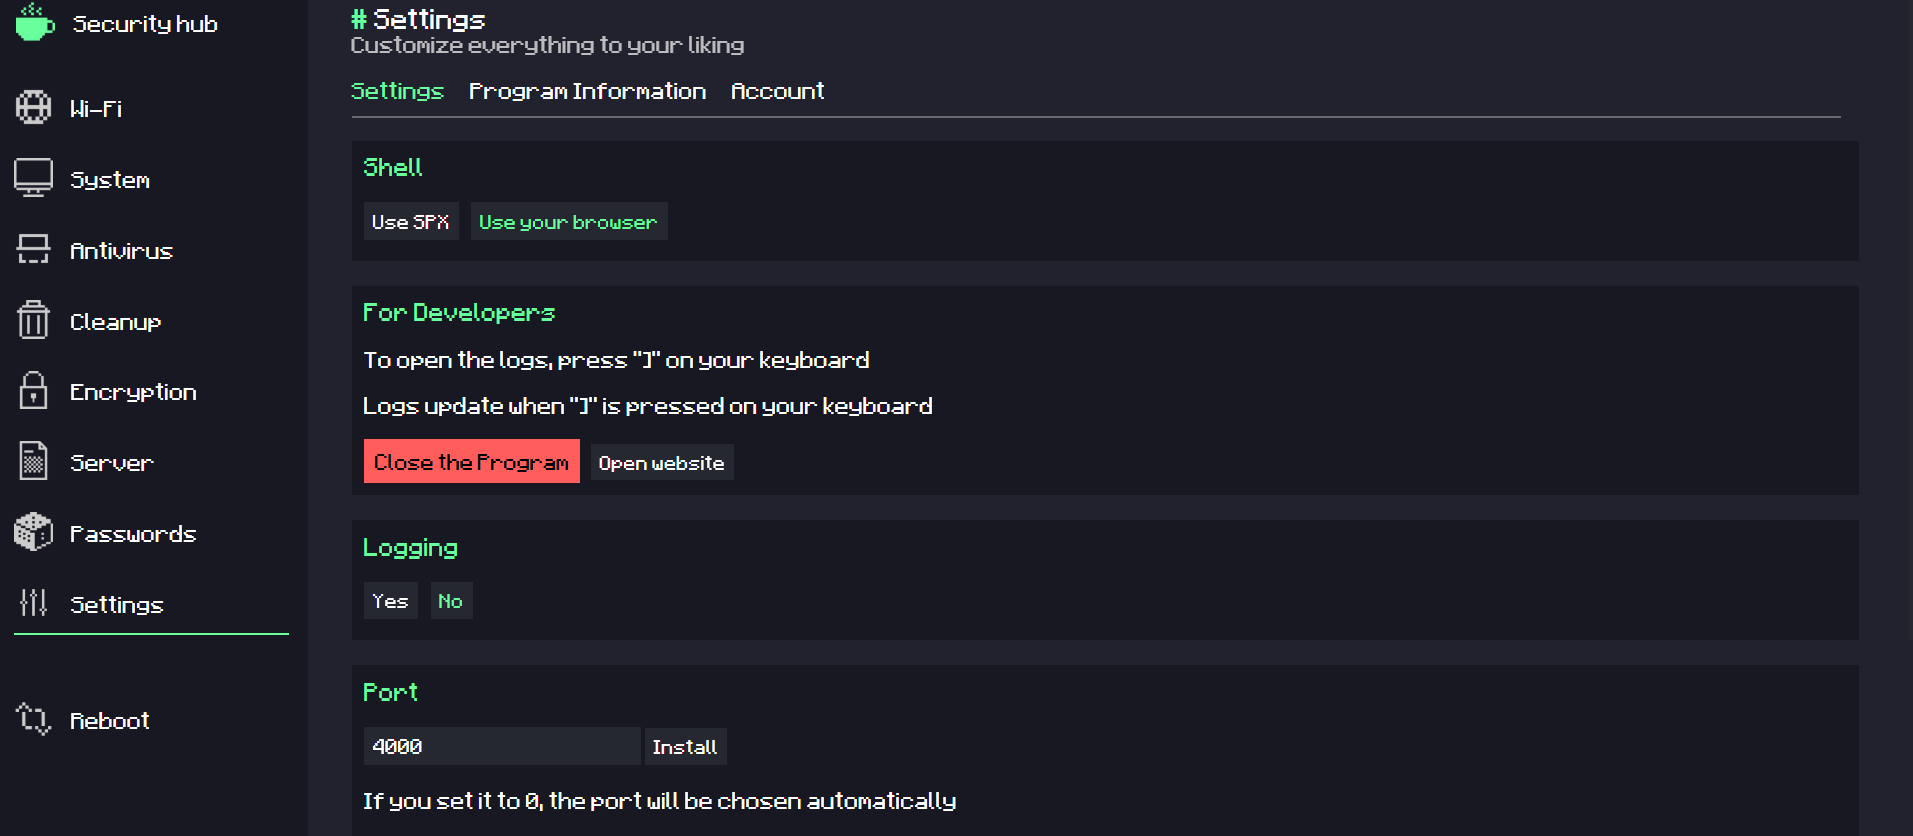 Security hub
Wi-Fi
System
Antivirus
Cleanup
Encryption
Server
Passwords
Settings
Reboot
# Settings
Customize everything to your liking
Settings Program Information Account
Shell
Use SPX Use your browser
For Developers
To open the logs, press "]" on your keyboard
Logs update when "]" is pressed on your keyboard
Close the Program Open website
Logging
Yes No
Port
4000 Install
If you set it to 0, the port will be chosen automatically